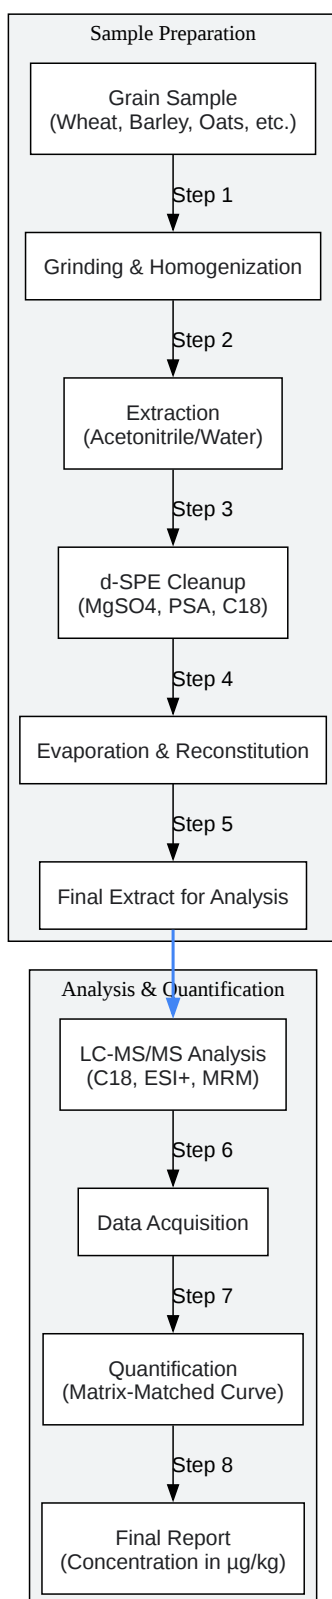 Sample Preparation
Grain Sample
(Wheat, Barley, Oats, etc.)
Step 1
Grinding & Homogenization
Step 2
Extraction
(Acetonitrile/Water)
Step 3
d-SPE Cleanup
(MgSO4, PSA, C18)
Step 4
Evaporation & Reconstitution
Step 5
Final Extract for Analysis
Analysis & Quantification
LC-MS/MS Analysis
(C18, ESI+, MRM)
Step 6
Data Acquisition
Step 7
Quantification
(Matrix-Matched Curve)
Step 8
Final Report
(Concentration in µg/kg)